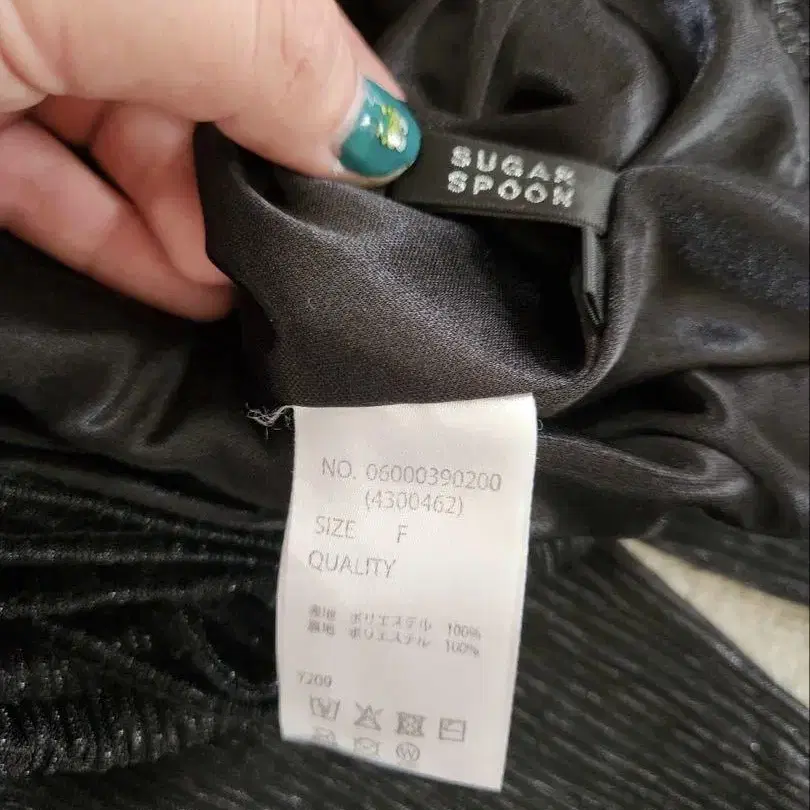 SUGAR
SPOON
NO. 06000390200
(4300462)
SIZE F
QUALITY
表地 ポリエステル 100%
裏地 ポリエステル 100%
7209